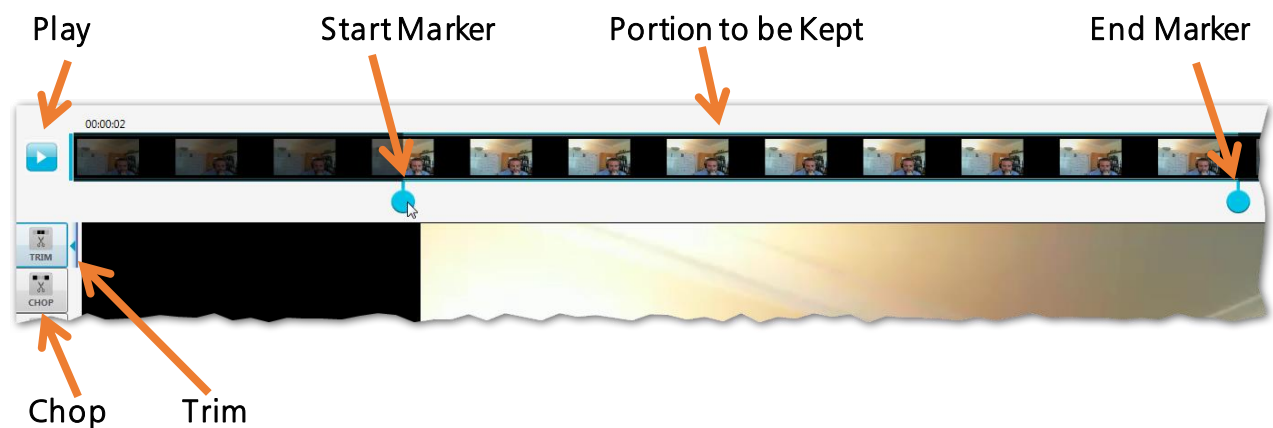 Play Start Marker Portion to be Kept End Marker
00:00:02
TRIM
CHOP
Chop Trim